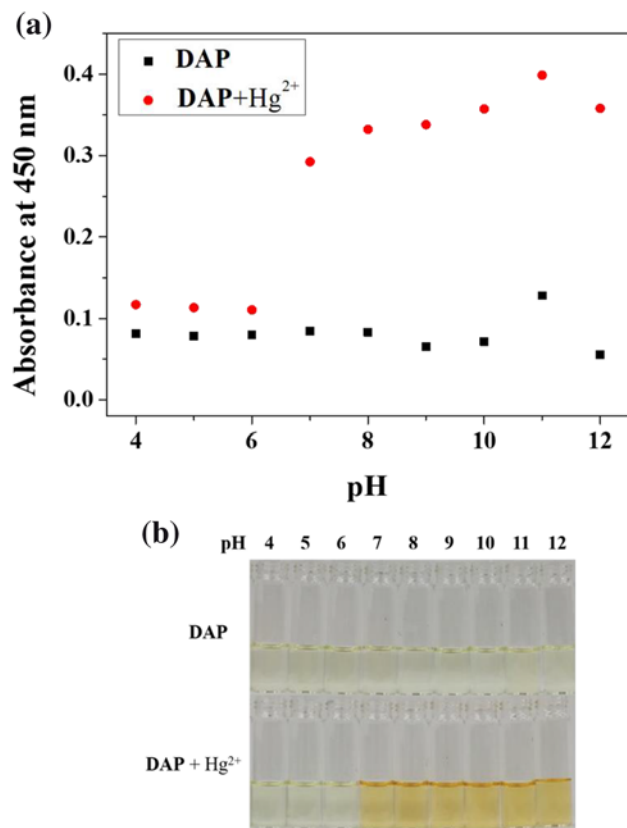 (a)
DAP
DAP+Hg²⁺
0.4
0.3
0.2
0.1
0.0
Absorbance at 450 nm
4 6 8 10 12
pH
(b)
pH 4 5 6 7 8 9 10 11 12
DAP
DAP + Hg²⁺